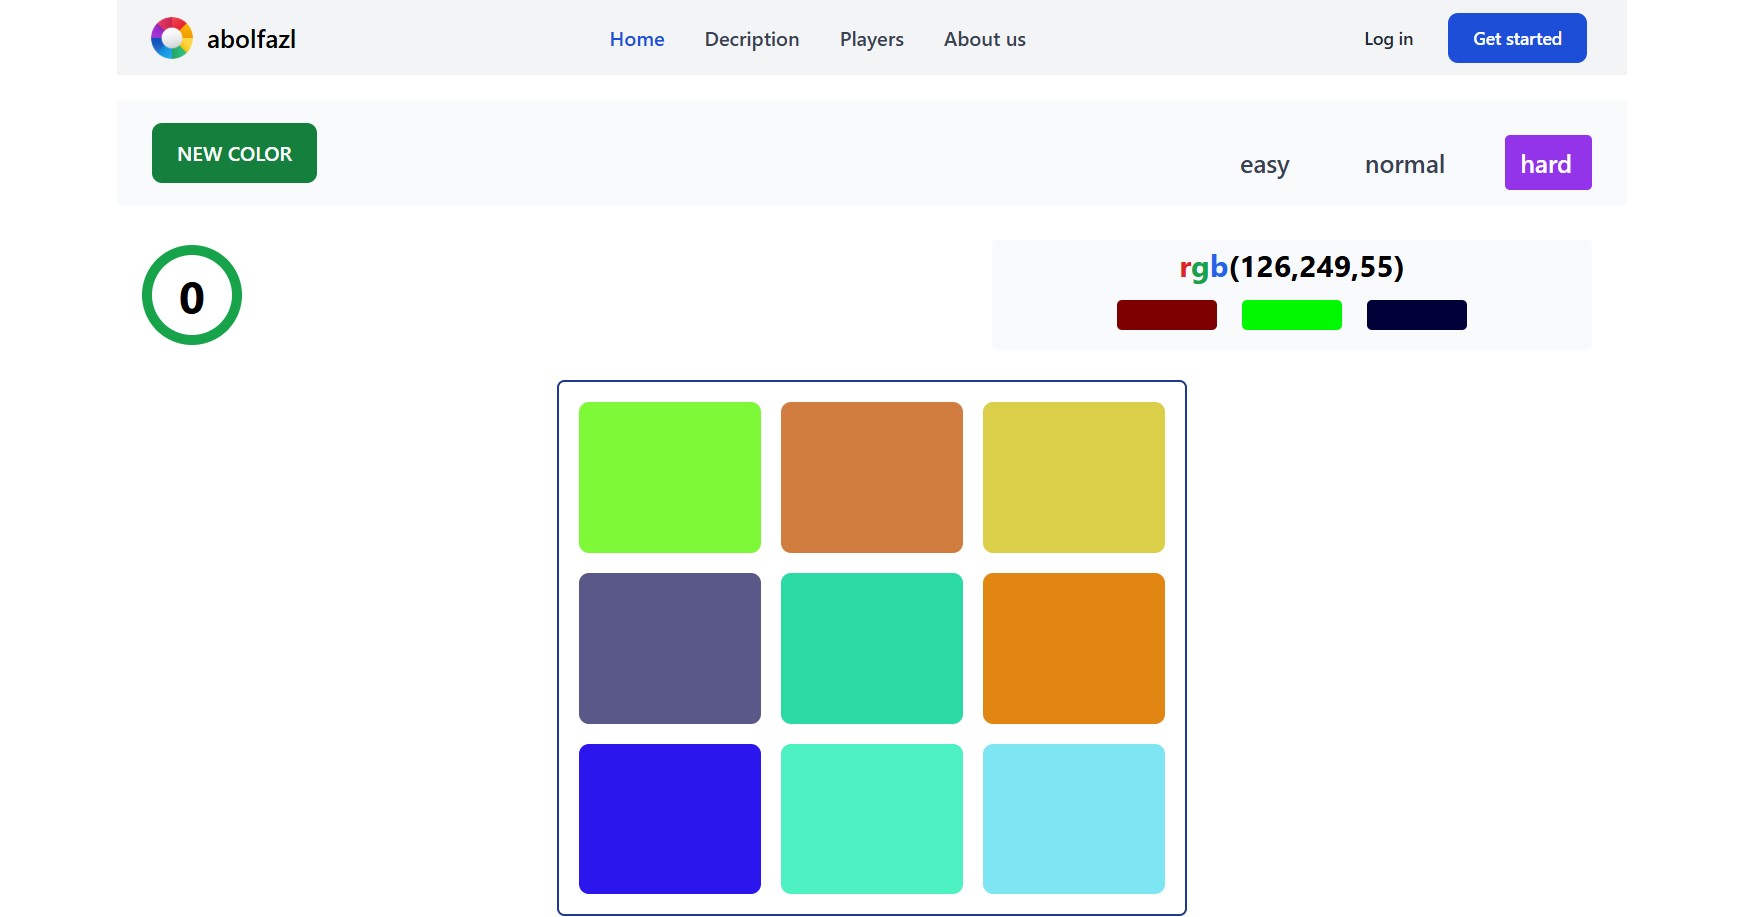 abolfazl
Home Decription Players About us
Log in Get started
NEW COLOR
easy normal hard
0
rgb(126,249,55)